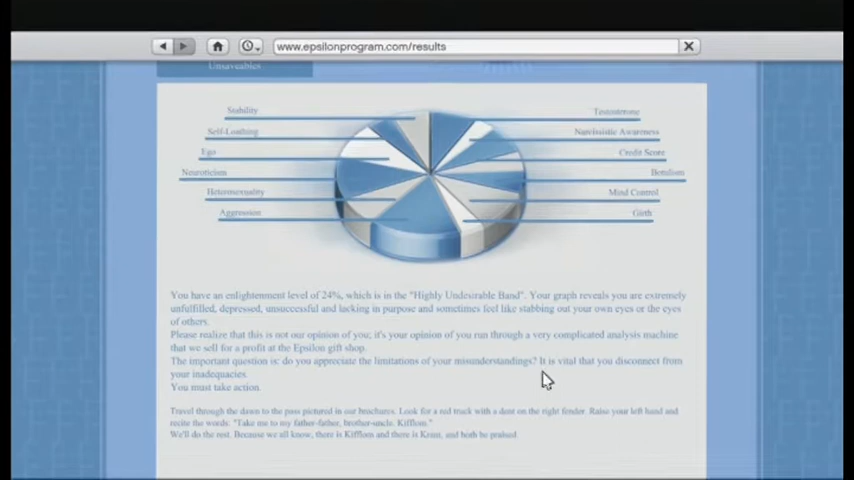 www.epsilonprogram.com/results
Unsaveables
Stability
Testosterone
Self-Loathing
Narcissistic Awareness
Ego
Credit Score
Neuroticism
Boredism
Heterosexuality
Mind Control
Aggression
Girth
You have an enlightenment level of 24%, which is in the "Highly Undesirable Band". Your graph reveals you are extremely
unfulfilled, depressed, unsuccessful and lacking in purpose and sometimes feel like stabbing out your own eyes or the eyes
of others.
Please realize that this is not our opinion of you; it's your opinion of you run through a very complicated analysis machine
that we sell for a profit at the Epsilon gift shop.
The important question is: do you appreciate the limitations of your misunderstandings? It is vital that you disconnect from
your inadequacies.
You must take action.
Travel through the dawn to the pass pictured in our brochures. Look for a red truck with a dent on the right fender. Raise your left hand and
recite the words: "Take me to my father-father, brother-uncle. Kifflom."
We'll do the rest. Because we all know, there is Kifflom and there is Krant, and both be praised